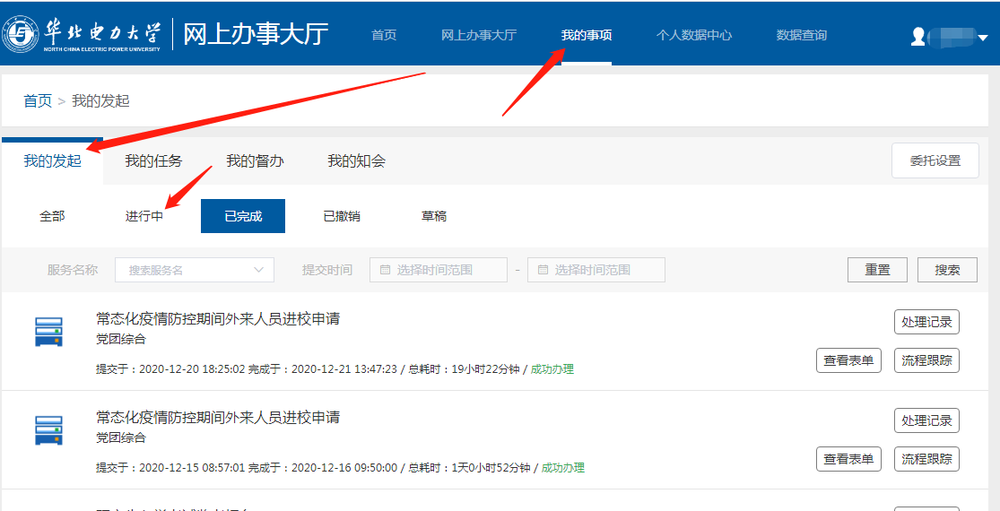 华北电力大学
NORTH CHINA ELECTRIC POWER UNIVERSITY
网上办事大厅
首页 网上办事大厅 我的事项 个人数据中心 数据查询
首页 > 我的发起
我的发起 我的任务 我的督办 我的知会 委托设置
全部 进行中 已完成 已撤销 草稿
服务名称 搜索服务名 提交时间 选择时间范围 - 选择时间范围 重置 搜索
常态化疫情防控期间外来人员进校申请
处理记录
党团综合
查看表单 流程跟踪
提交于：2020-12-20 18:25:02 完成于：2020-12-21 13:47:23 / 总耗时：19小时22分钟 / 成功办理
常态化疫情防控期间外来人员进校申请
处理记录
党团综合
查看表单 流程跟踪
提交于：2020-12-15 08:57:01 完成于：2020-12-16 09:50:00 / 总耗时：1天0小时52分钟 / 成功办理